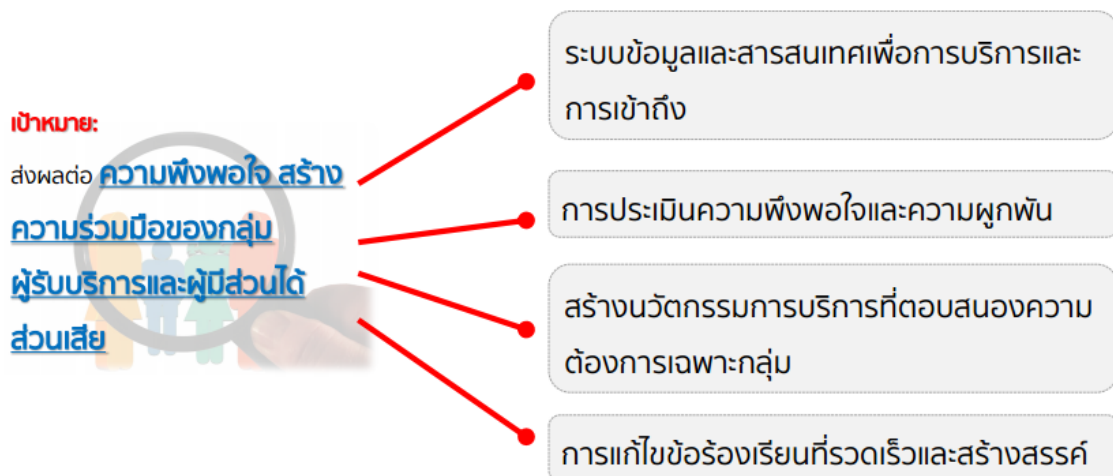 เป้าหมาย:
ส่งผลต่อ ความพึงพอใจ สร้าง
ความร่วมมือของกลุ่ม
ผู้รับบริการและผู้มีส่วนได้
ส่วนเสีย
ระบบข้อมูลและสารสนเทศเพื่อการบริการและ
การเข้าถึง
การประเมินความพึงพอใจและความผูกพัน
สร้างนวัตกรรมการบริการที่ตอบสนองความ
ต้องการเฉพาะกลุ่ม
การแก้ไขข้อร้องเรียนที่รวดเร็วและสร้างสรรค์